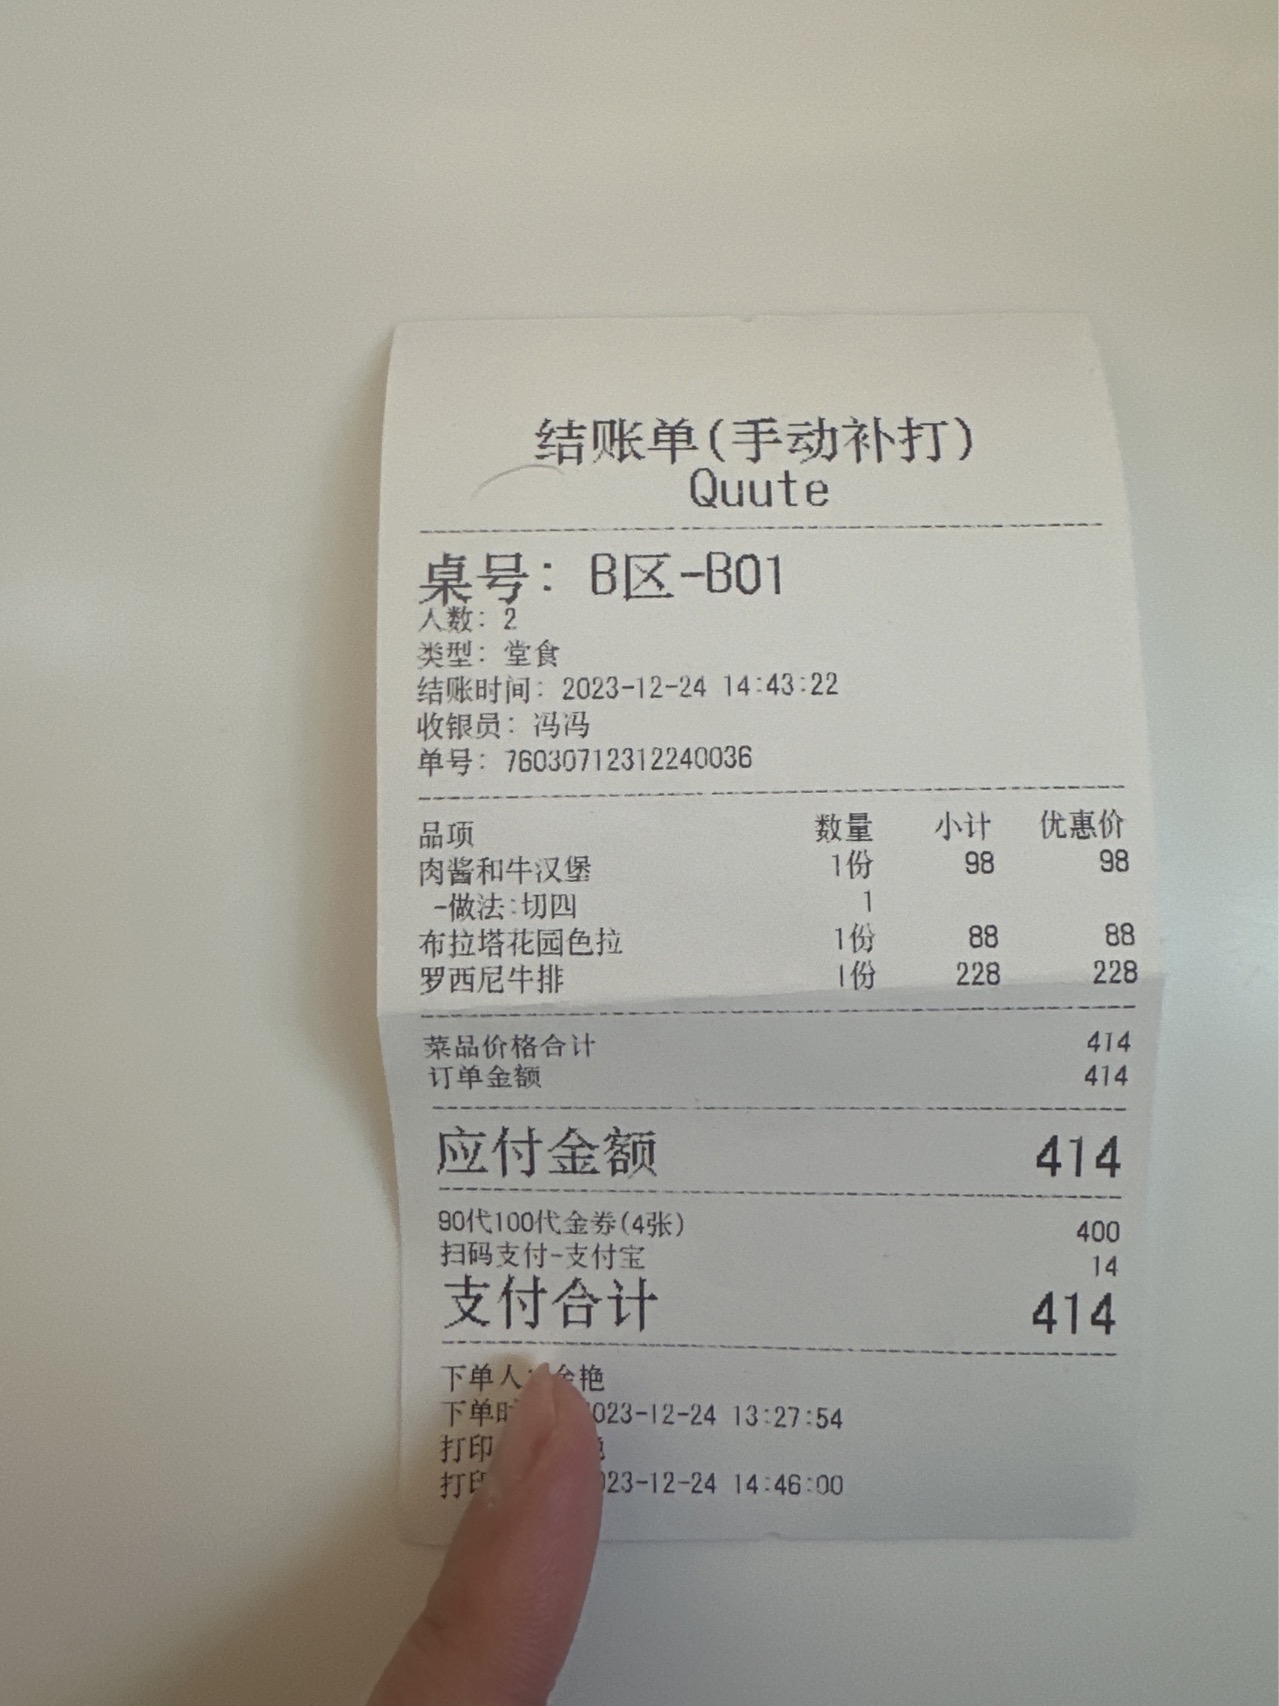 结账单(手动补打)
Quute
桌号: B区-B01
人数: 2
类型: 堂食
结账时间: 2023-12-24 14:43:22
收银员: 冯冯
单号: 76030712312240036
品项 数量 小计 优惠价
肉酱和牛汉堡 1份 98 98
-做法:切四 1
布拉塔花园色拉 1份 88 88
罗西尼牛排 1份 228 228
菜品价格合计 414
订单金额 414
应付金额 414
90代100代金券(4张) 400
扫码支付-支付宝 14
支付合计 414
下单人: 艳
下单时 023-12-24 13:27:54
打印
打印 023-12-24 14:46:00